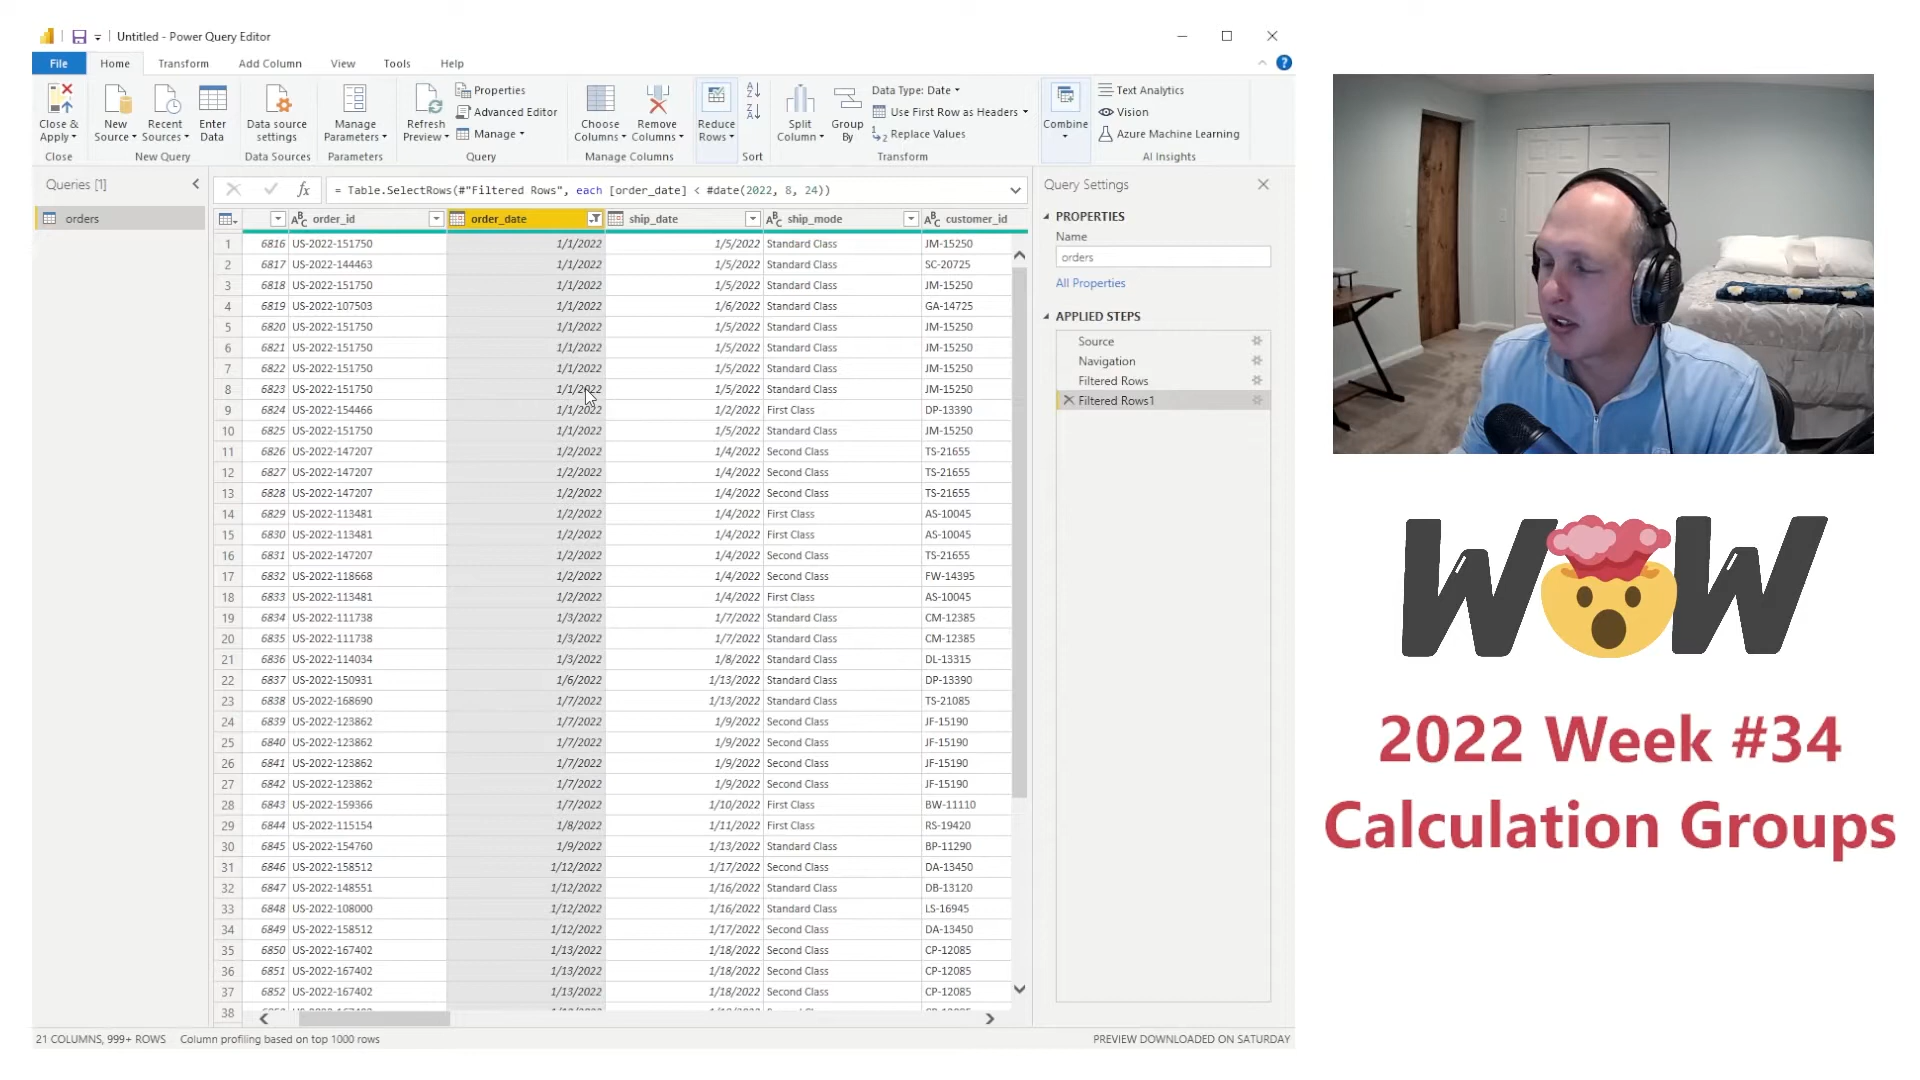 Untitled - Power Query Editor
File Home Transform Add Column View Tools Help
Close & Apply
New Source
Recent Sources
Enter Data
Data source settings
Manage Parameters
Refresh Preview
Properties
Advanced Editor
Manage
Choose Columns
Remove Columns
Reduce Rows
Split Column
Group By
Data Type: Date
Use First Row as Headers
Replace Values
Combine
Text Analytics
Vision
Azure Machine Learning
Close New Query Data Sources Parameters Query Manage Columns Sort Transform AI Insights
Queries [1]
orders
fx = Table.SelectRows(#"Filtered Rows", each [order_date] < #date(2022, 8, 24))
order_id order_date ship_date ship_mode customer_id
1 6816 US-2022-151750 1/1/2022 1/5/2022 Standard Class JM-15250
2 6817 US-2022-144463 1/1/2022 1/5/2022 Standard Class SC-20725
3 6818 US-2022-151750 1/1/2022 1/5/2022 Standard Class JM-15250
4 6819 US-2022-107503 1/1/2022 1/6/2022 Standard Class GA-14725
5 6820 US-2022-151750 1/1/2022 1/5/2022 Standard Class JM-15250
6 6821 US-2022-151750 1/1/2022 1/5/2022 Standard Class JM-15250
7 6822 US-2022-151750 1/1/2022 1/5/2022 Standard Class JM-15250
8 6823 US-2022-151750 1/1/2022 1/5/2022 Standard Class JM-15250
9 6824 US-2022-154466 1/1/2022 1/2/2022 First Class DP-13390
10 6825 US-2022-151750 1/1/2022 1/5/2022 Standard Class JM-15250
11 6826 US-2022-147207 1/2/2022 1/4/2022 Second Class TS-21655
12 6827 US-2022-147207 1/2/2022 1/4/2022 Second Class TS-21655
13 6828 US-2022-147207 1/2/2022 1/4/2022 Second Class TS-21655
14 6829 US-2022-113481 1/2/2022 1/4/2022 First Class AS-10045
15 6830 US-2022-113481 1/2/2022 1/4/2022 First Class AS-10045
16 6831 US-2022-147207 1/2/2022 1/4/2022 Second Class TS-21655
17 6832 US-2022-118668 1/2/2022 1/4/2022 Second Class FW-14395
18 6833 US-2022-113481 1/2/2022 1/4/2022 First Class AS-10045
19 6834 US-2022-111738 1/3/2022 1/7/2022 Standard Class CM-12385
20 6835 US-2022-111738 1/3/2022 1/7/2022 Standard Class CM-12385
21 6836 US-2022-114034 1/3/2022 1/8/2022 Standard Class DL-13315
22 6837 US-2022-150931 1/6/2022 1/13/2022 Standard Class DP-13390
23 6838 US-2022-168690 1/7/2022 1/13/2022 Standard Class TS-21085
24 6839 US-2022-123862 1/7/2022 1/9/2022 Second Class JF-15190
25 6840 US-2022-123862 1/7/2022 1/9/2022 Second Class JF-15190
26 6841 US-2022-123862 1/7/2022 1/9/2022 Second Class JF-15190
27 6842 US-2022-123862 1/7/2022 1/9/2022 Second Class JF-15190
28 6843 US-2022-159366 1/7/2022 1/10/2022 First Class BW-11110
29 6844 US-2022-115154 1/8/2022 1/11/2022 First Class RS-19420
30 6845 US-2022-154760 1/9/2022 1/13/2022 Standard Class BP-11290
31 6846 US-2022-158512 1/12/2022 1/17/2022 Second Class DA-13450
32 6847 US-2022-148551 1/12/2022 1/16/2022 Standard Class DB-13120
33 6848 US-2022-108000 1/12/2022 1/16/2022 Standard Class LS-16945
34 6849 US-2022-158512 1/12/2022 1/17/2022 Second Class DA-13450
35 6850 US-2022-167402 1/13/2022 1/18/2022 Second Class CP-12085
36 6851 US-2022-167402 1/13/2022 1/18/2022 Second Class CP-12085
37 6852 US-2022-167402 1/13/2022 1/18/2022 Second Class CP-12085
38
Query Settings
PROPERTIES
Name
orders
All Properties
APPLIED STEPS
Source
Navigation
Filtered Rows
Filtered Rows1
21 COLUMNS, 999+ ROWS Column profiling based on top 1000 rows
PREVIEW DOWNLOADED ON SATURDAY
W W
2022 Week #34
Calculation Groups